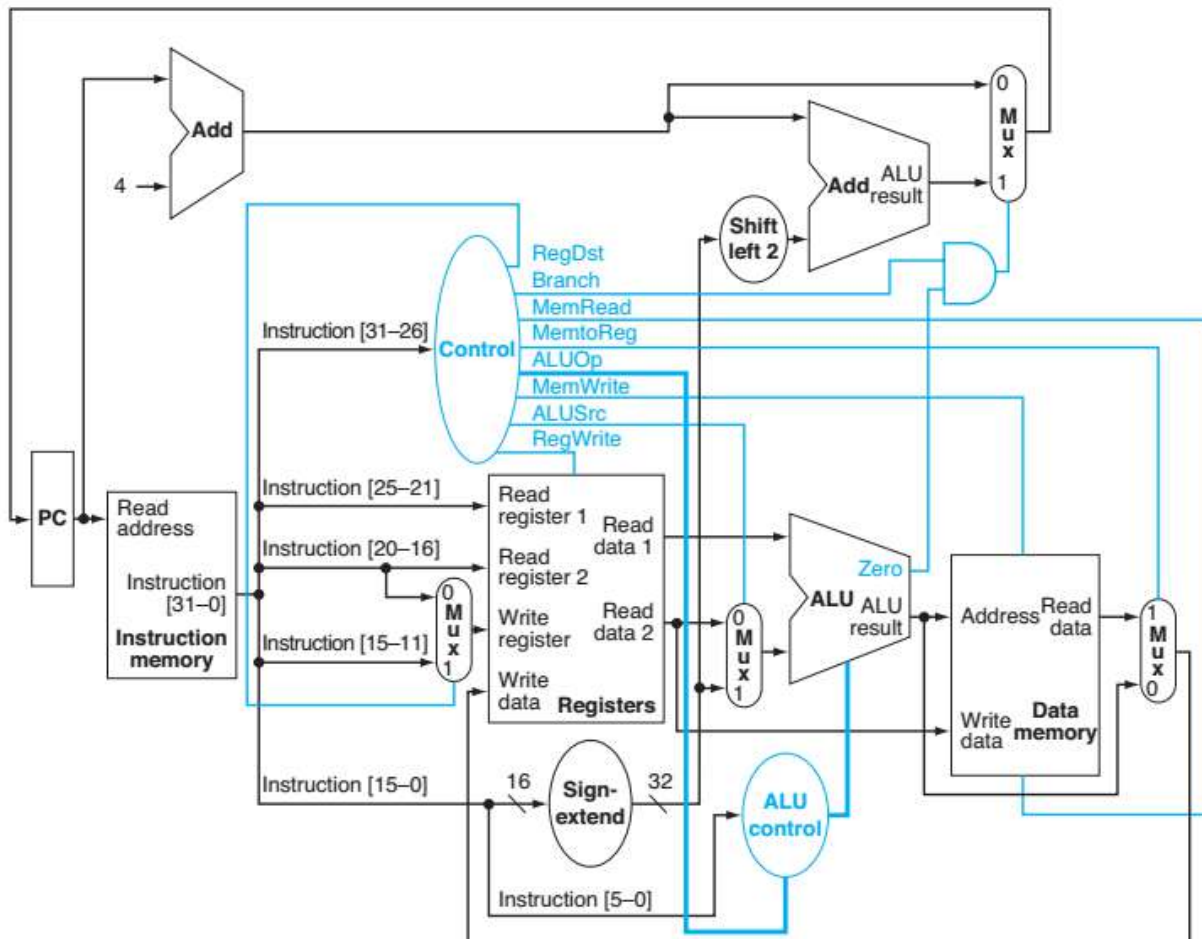 Add
4
0
Mux
1
Add
ALU
result
Shift
left 2
RegDst
Branch
MemRead
MemtoReg
ALUOp
MemWrite
ALUSrc
RegWrite
Instruction [31–26]
Control
PC
Read
address
Instruction
[31–0]
Instruction
memory
Instruction [25–21]
Instruction [20–16]
Instruction [15–11]
0
Mux
1
Read
register 1
Read
register 2
Write
register
Write
data
Read
data 1
Read
data 2
Registers
0
Mux
1
Zero
ALU
ALU
result
Address
Read
data
Write
data
Data
memory
1
Mux
0
Instruction [15–0]
16
Sign-
extend
32
ALU
control
Instruction [5–0]